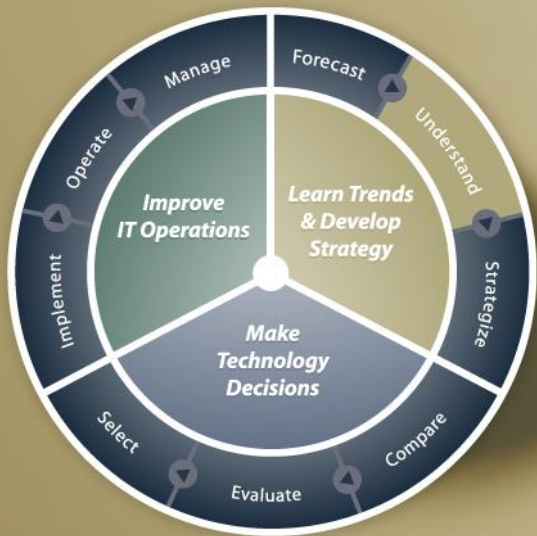 Manage
Forecast
Operate
Understand
Improve
IT Operations
Learn Trends
& Develop
Strategy
Implement
Strategize
Make
Technology
Decisions
Select
Compare
Evaluate